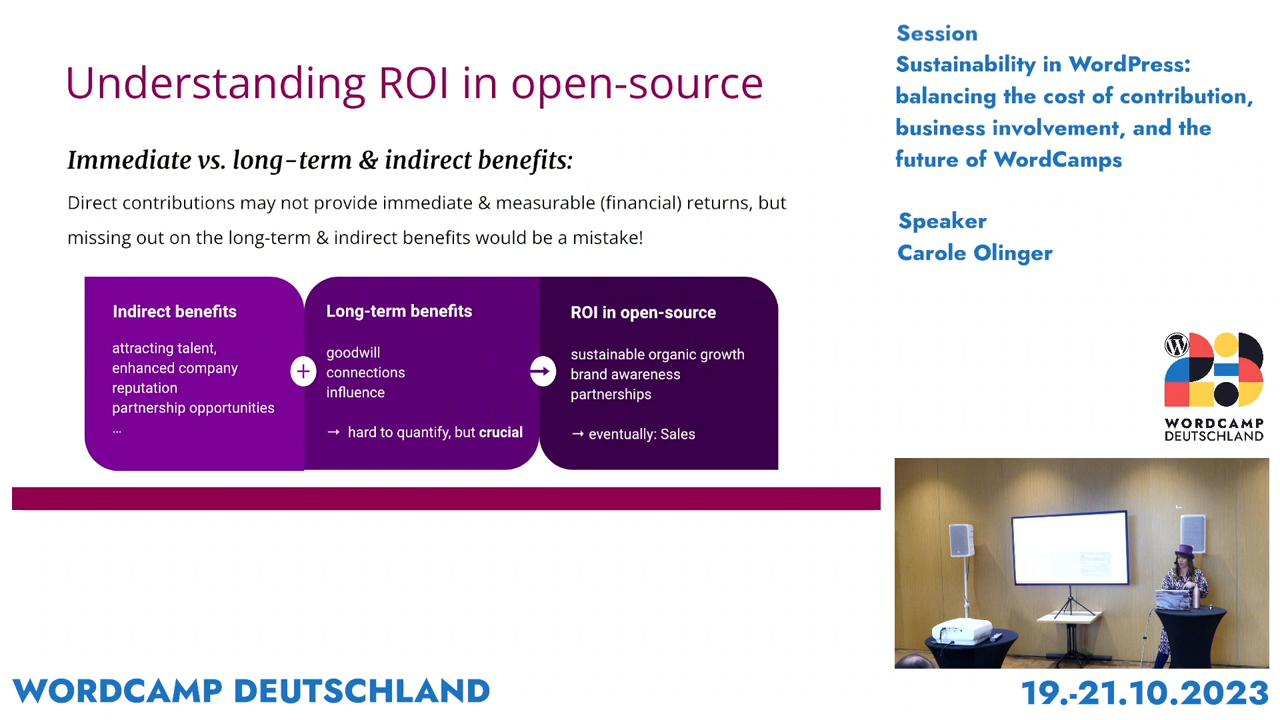 Understanding ROI in open-source
Immediate vs. long-term & indirect benefits:
Direct contributions may not provide immediate & measurable (financial) returns, but
missing out on the long-term & indirect benefits would be a mistake!
Indirect benefits
attracting talent,
enhanced company
reputation
partnership opportunities
...
+
Long-term benefits
goodwill
connections
influence
→ hard to quantify, but crucial
→
ROI in open-source
sustainable organic growth
brand awareness
partnerships
→ eventually: Sales
Session
Sustainability in WordPress:
balancing the cost of contribution,
business involvement, and the
future of WordCamps
Speaker
Carole Olinger
W
WORDCAMP
DEUTSCHLAND
WORDCAMP DEUTSCHLAND
19.-21.10.2023